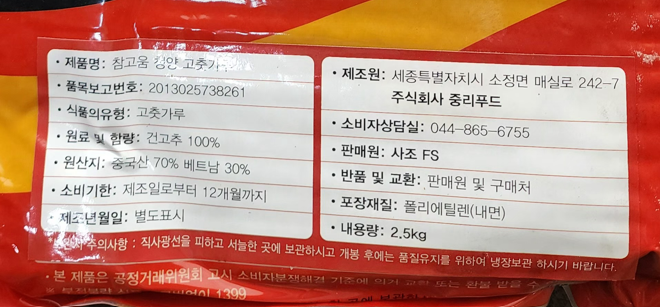 · 제품명: 참고움 청양 고춧가루
· 품목보고번호: 2013025738261
· 식품의유형: 고춧가루
· 원료 및 함량: 건고추 100%
· 원산지: 중국산 70% 베트남 30%
· 소비기한: 제조일로부터 12개월까지
· 제조년월일: 별도표시
· 제조원: 세종특별자치시 소정면 매실로 242-7
주식회사 중리푸드
· 소비자상담실: 044-865-6755
· 판매원: 사조 FS
· 반품 및 교환: 판매원 및 구매처
· 포장재질: 폴리에틸렌(내면)
· 내용량: 2.5kg
주의사항 : 직사광선을 피하고 서늘한 곳에 보관하시고 개봉 후에는 품질유지를 위하여 냉장보관 하시기 바랍니다.
· 본 제품은 공정거래위원회 고시 소비자분쟁해결 기준에 의거 교환 또는 환불 받을 수
1399